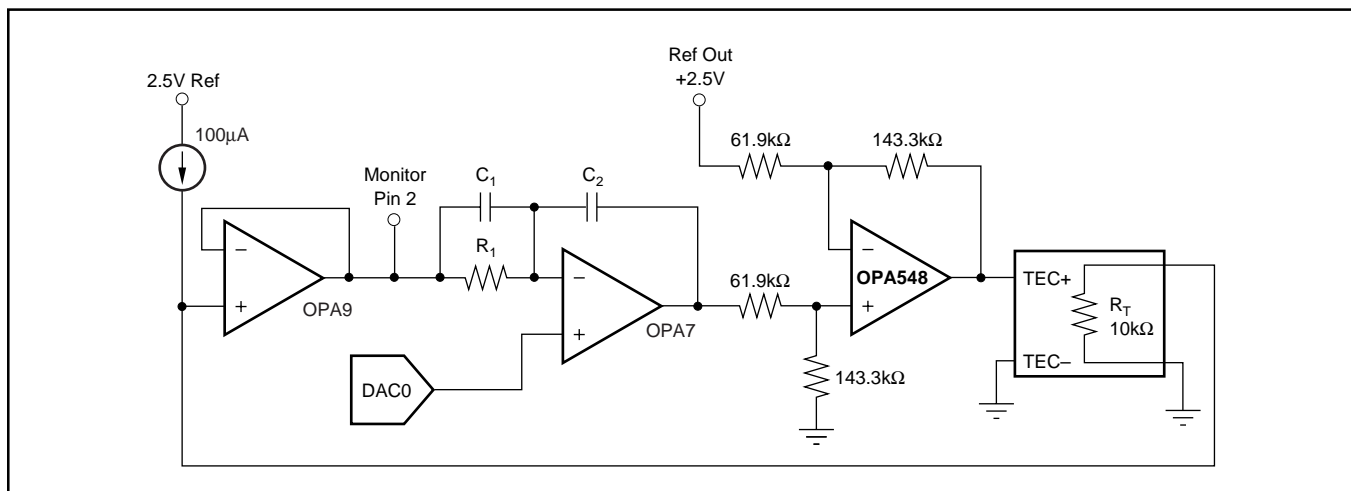 2.5V Ref
100μA
−
+
OPA9
Monitor
Pin 2
C1
R1
C2
−
+
OPA7
DAC0
Ref Out
+2.5V
61.9kΩ
143.3kΩ
61.9kΩ
−
+
OPA548
143.3kΩ
TEC+
TEC−
RT
10kΩ